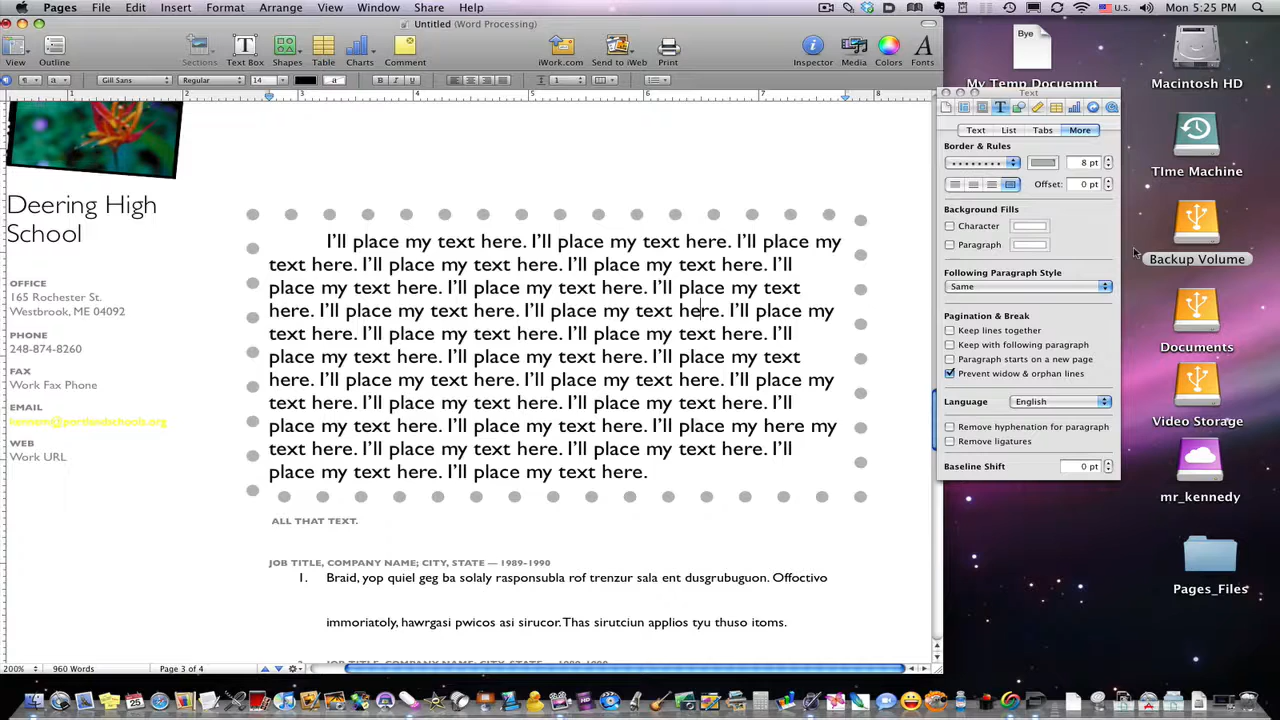 Pages File Edit Insert Format Arrange View Window Share Help U.S. Mon 5:25 PM
Untitled (Word Processing)
View Outline Sections Text Box Shapes Table Charts Comment iWork.com Send to iWeb Print Inspector Media Colors Fonts
Gill Sans Regular 14 a B I U 1
2 3 4 5 6 7 8
Deering High
School
OFFICE
165 Rochester St.
Westbrook, ME 04092
PHONE
248-874-8260
FAX
Work Fax Phone
EMAIL
WEB
Work URL
I'll place my text here. I'll place my text here. I'll place my
text here. I'll place my text here. I'll place my text here. I'll
place my text here. I'll place my text here. I'll place my text
here. I'll place my text here. I'll place my text here. I'll place my
text here. I'll place my text here. I'll place my text here. I'll
place my text here. I'll place my text here. I'll place my text
here. I'll place my text here. I'll place my text here. I'll place my
text here. I'll place my text here. I'll place my text here. I'll
place my text here. I'll place my text here. I'll place my here my
text here. I'll place my text here. I'll place my text here. I'll
place my text here. I'll place my text here.
ALL THAT TEXT.
JOB TITLE, COMPANY NAME; CITY, STATE — 1989-1990
1. Braid, yop quiel geg ba solaly rasponsubla rof trenzur sala ent dusgrubuguon. Offoctivo
immoriatoly, hawrgasi pwicos asi sirucor. Thas sirutciun applios tyu thuso itoms.
200% 960 Words Page 3 of 4
Text
Text List Tabs More
Border & Rules
8 pt
Offset: 0 pt
Background Fills
Character
Paragraph
Following Paragraph Style
Same
Pagination & Break
Keep lines together
Keep with following paragraph
Paragraph starts on a new page
Prevent widow & orphan lines
Language English
Remove hyphenation for paragraph
Remove ligatures
Baseline Shift 0 pt
Bye
My Temp Docuemnt
Macintosh HD
TIme Machine
Backup Volume
Documents
Video Storage
mr_kennedy
Pages_Files